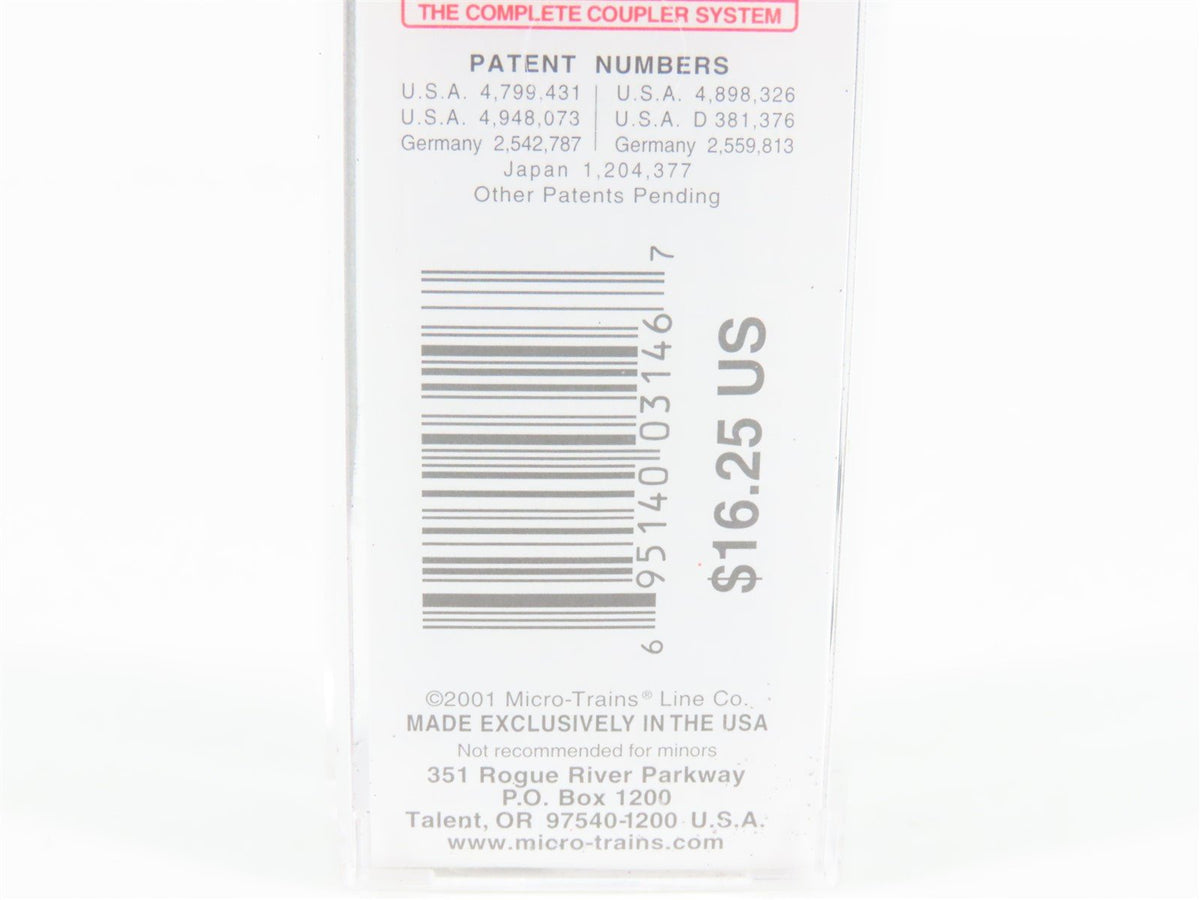 THE COMPLETE COUPLER SYSTEM
PATENT NUMBERS
U.S.A. 4,799,431 | U.S.A. 4,898,326
U.S.A. 4,948,073 | U.S.A. D 381,376
Germany 2,542,787 | Germany 2,559,813
Japan 1,204,377
Other Patents Pending
6 95140 03146 7
$16.25 US
©2001 Micro-Trains® Line Co.
MADE EXCLUSIVELY IN THE USA
Not recommended for minors
351 Rogue River Parkway
P.O. Box 1200
Talent, OR 97540-1200 U.S.A.
www.micro-trains.com